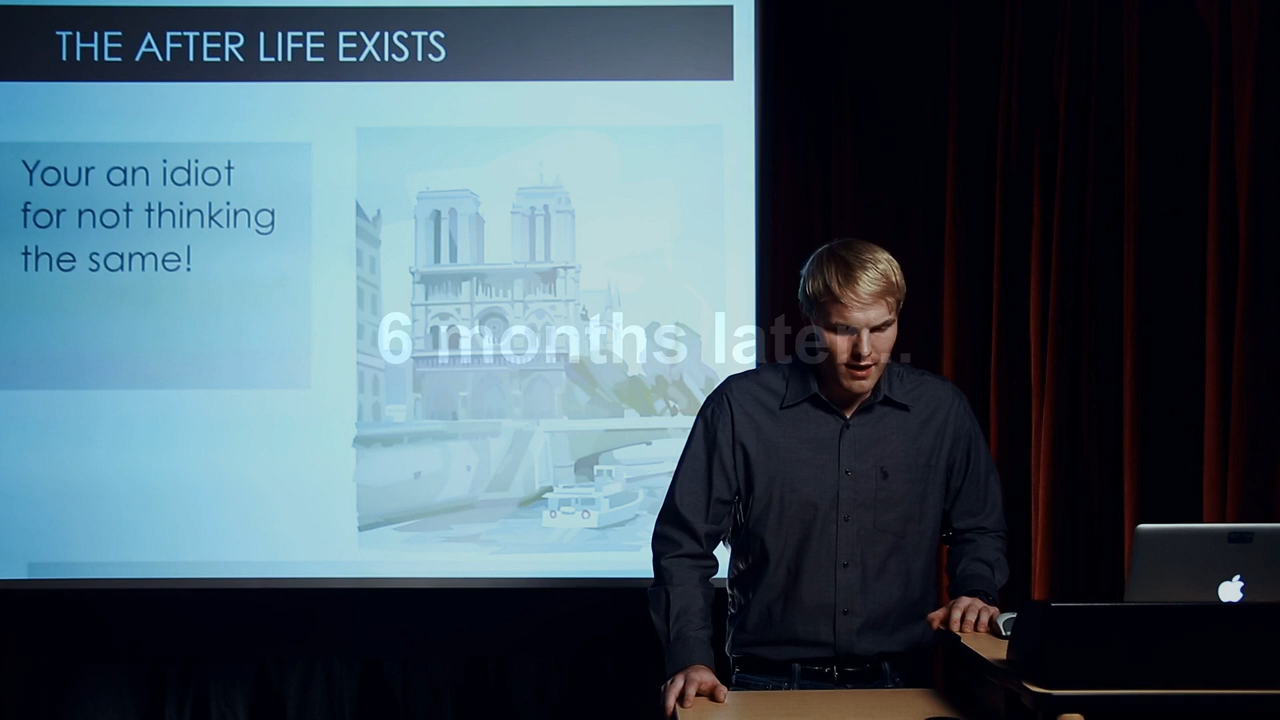 THE AFTER LIFE EXISTS
Your an idiot
for not thinking
the same!
6 months later...